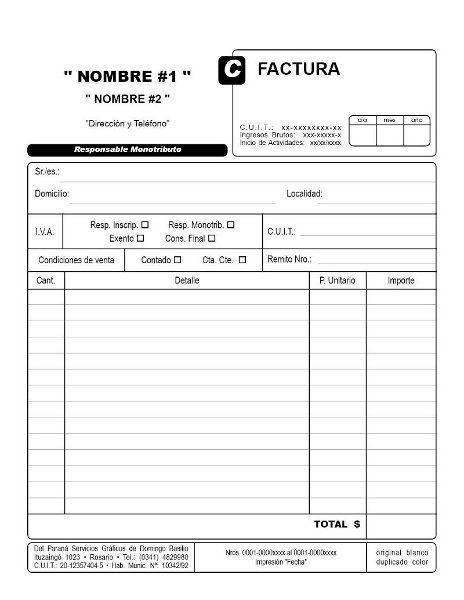 " NOMBRE #1 "
" NOMBRE #2 "
"Dirección y Teléfono"
Responsable Monotributo
C FACTURA
día mes año
C.U.I.T.: xx-xxxxxxxx-xx
Ingresos Brutos: xxx-xxxxx-x
Inicio de Actividades: xx/xx/xxxx
Sr./es.:
Domicilio: Localidad:
I.V.A. Resp. Inscrip. Resp. Monotrib. C.U.I.T.:
Exento Cons. Final
Condiciones de venta Contado Cta. Cte. Remito Nro.:
Cant. Detalle P. Unitario Importe
TOTAL $
Del Paraná Servicios Gráficos de Domingo Basilio
Ituzaingó 1023 • Rosario • Tel.: (0341) 4829980
C.U.I.T.: 20-12357404-5 • Hab. Munic. Nº: 10342/92
Nros. 0001-0000xxxx al 0001-0000xxxx
Impresión "Fecha"
original blanco
duplicado color